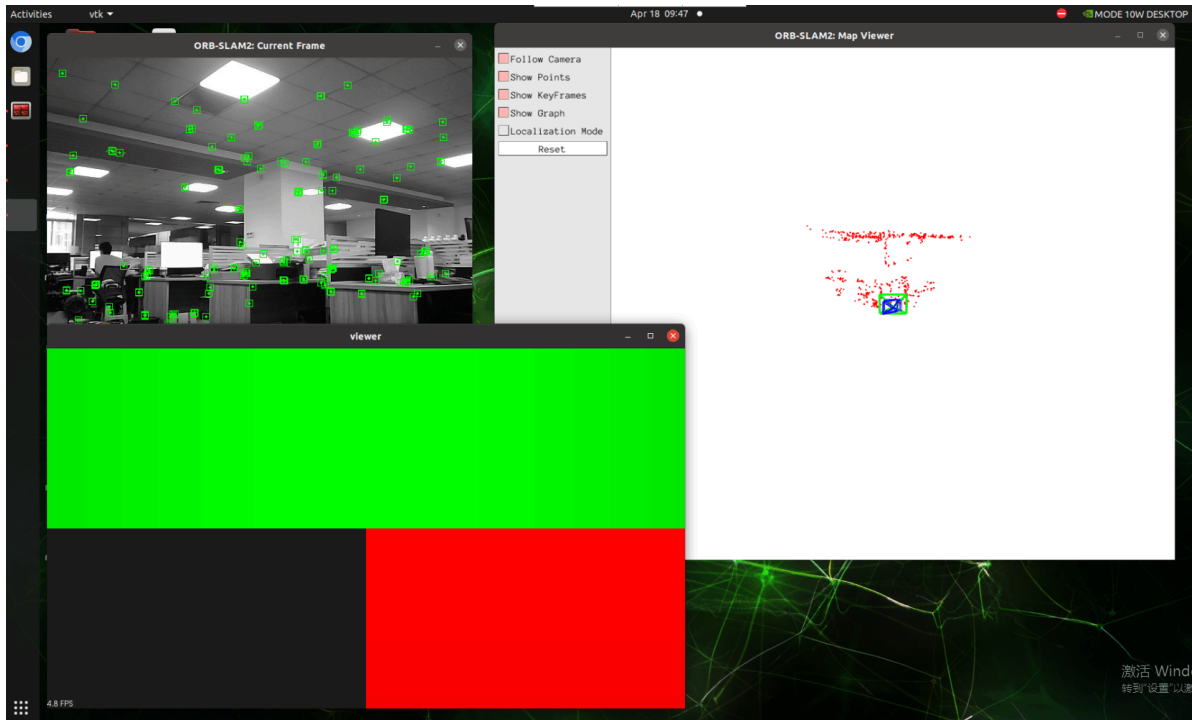 Activities
vtk
Apr 18 09:47
MODE 10W DESKTOP
ORB-SLAM2: Current Frame
ORB-SLAM2: Map Viewer
Follow Camera
Show Points
Show KeyFrames
Show Graph
Localization Mode
Reset
viewer
4.8 FPS
激活 Wind
转到"设置"以激